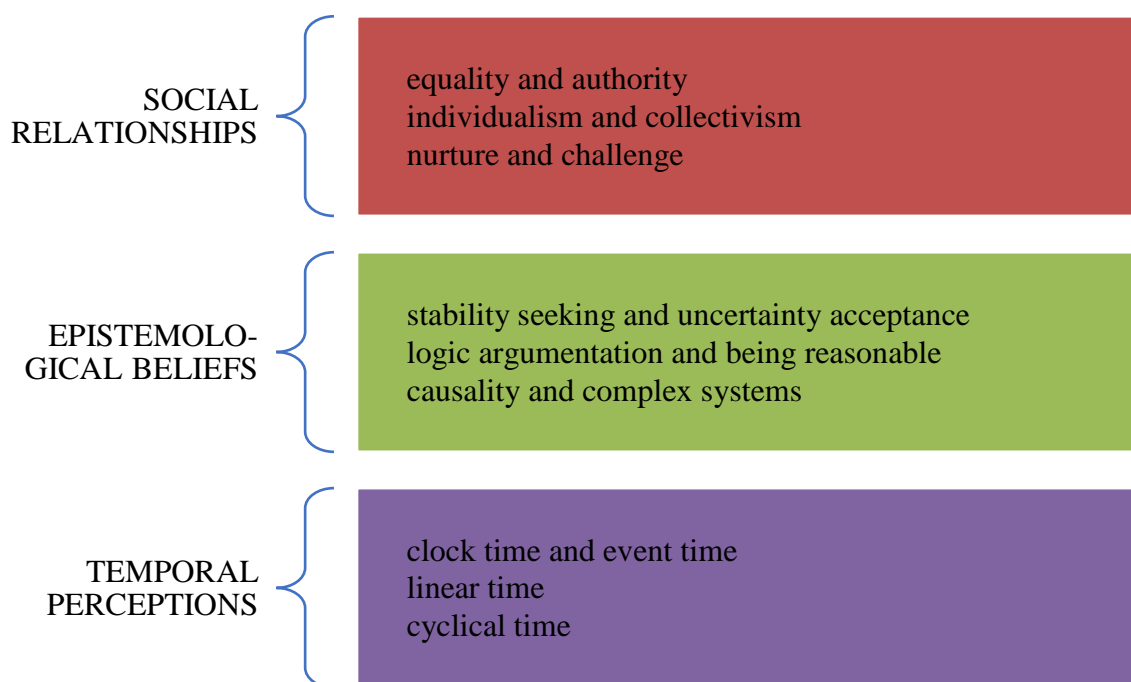 SOCIAL
RELATIONSHIPS
equality and authority
individualism and collectivism
nurture and challenge
EPISTEMOLO-
GICAL BELIEFS
stability seeking and uncertainty acceptance
logic argumentation and being reasonable
causality and complex systems
TEMPORAL
PERCEPTIONS
clock time and event time
linear time
cyclical time